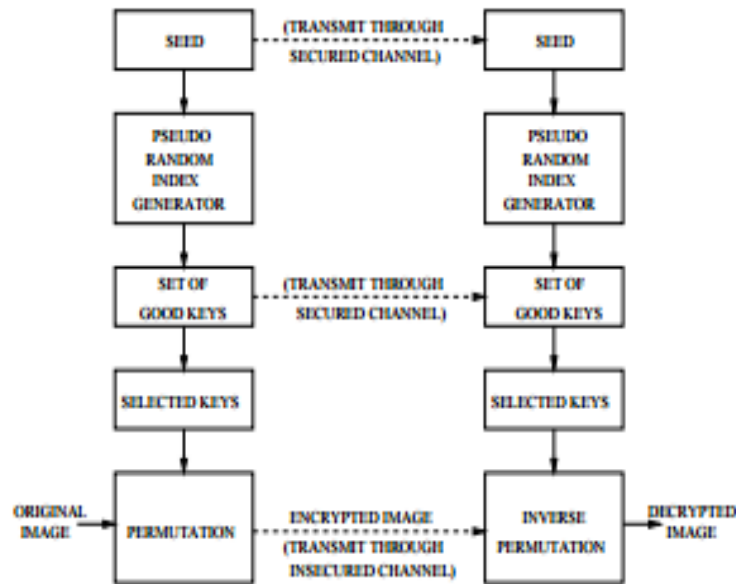 SEED
(TRANSMIT THROUGH
SECURED CHANNEL)
SEED
PSEUDO
RANDOM
INDEX
GENERATOR
PSEUDO
RANDOM
INDEX
GENERATOR
SET OF
GOOD KEYS
(TRANSMIT THROUGH
SECURED CHANNEL)
SET OF
GOOD KEYS
SELECTED KEYS
SELECTED KEYS
ORIGINAL
IMAGE
PERMUTATION
ENCRYPTED IMAGE
(TRANSMIT THROUGH
INSECURED CHANNEL)
INVERSE
PERMUTATION
DECRYPTED
IMAGE